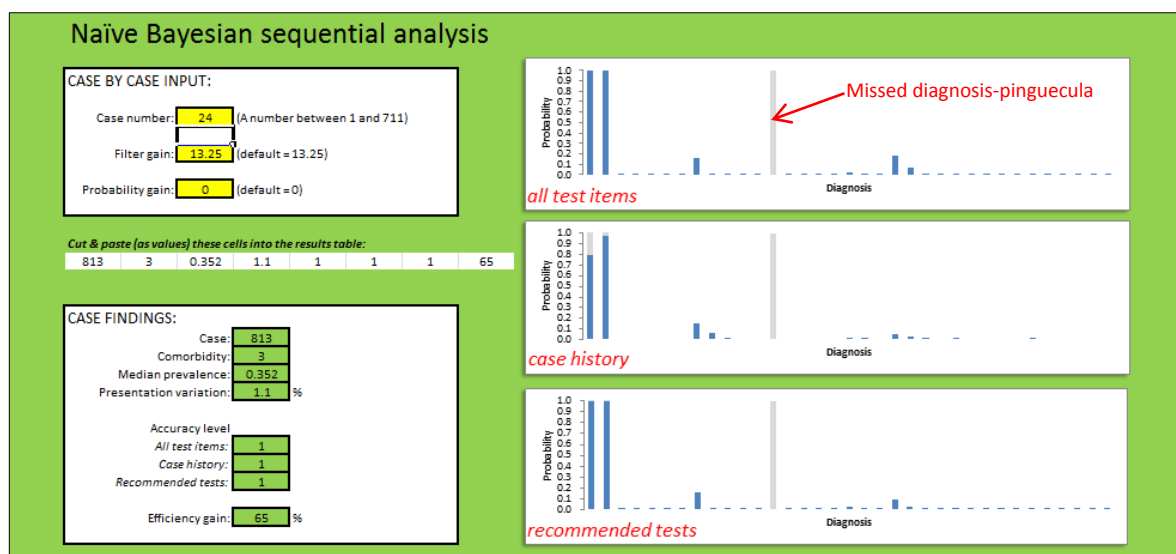 Naïve Bayesian sequential analysis
CASE BY CASE INPUT:
Case number: 24 (A number between 1 and 711)
Filter gain: 13.25 (default = 13.25)
Probability gain: 0 (default = 0)
Cut & paste (as values) these cells into the results table:
813 3 0.352 1.1 1 1 1 65
CASE FINDINGS:
Case: 813
Comorbidity: 3
Median prevalence: 0.352
Presentation variation: 1.1 %
Accuracy level
All test items: 1
Case history: 1
Recommended tests: 1
Efficiency gain: 65 %
Probability
1.0
0.9
0.8
0.7
0.6
0.5
0.4
0.3
0.2
0.1
0.0
Missed diagnosis-pinguecula
Diagnosis
all test items
Probability
1.0
0.9
0.8
0.7
0.6
0.5
0.4
0.3
0.2
0.1
0.0
Diagnosis
case history
Probability
1.0
0.9
0.8
0.7
0.6
0.5
0.4
0.3
0.2
0.1
0.0
Diagnosis
recommended tests